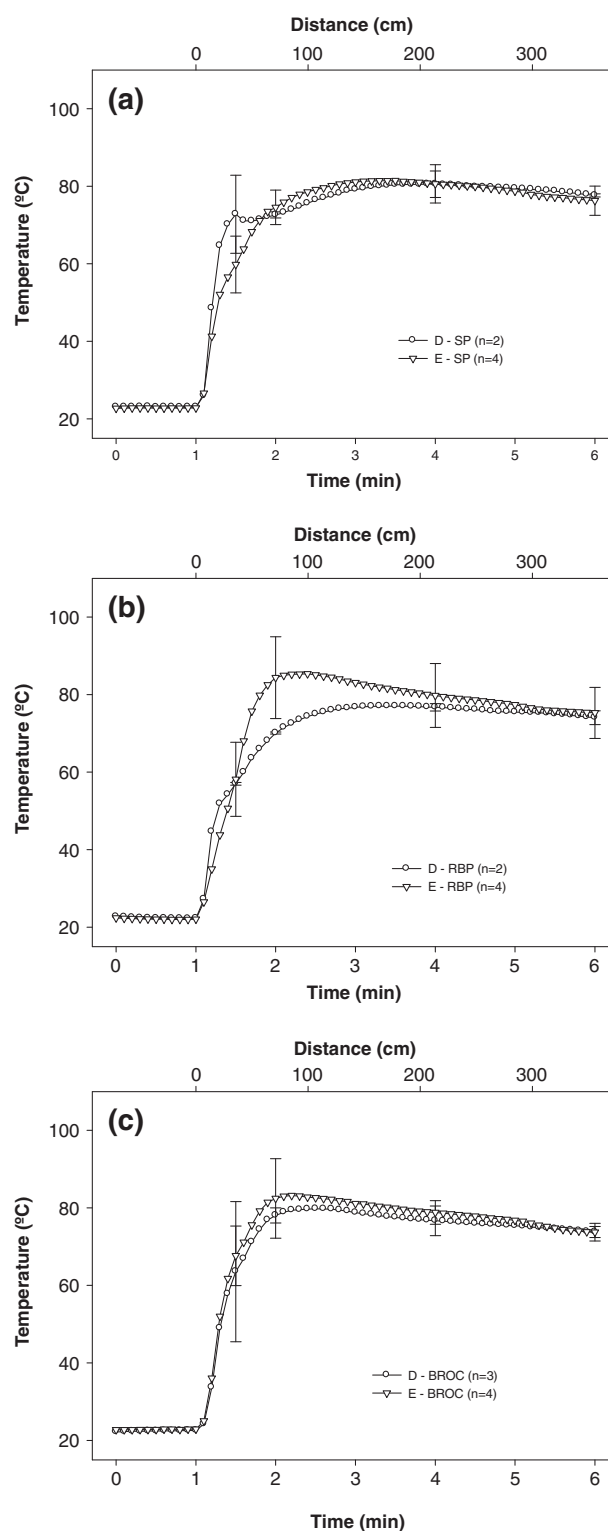 Distance (cm)
0 100 200 300
(a)
100
80
60
40
20
Temperature (ºC)
D - SP (n=2)
E - SP (n=4)
0 1 2 3 4 5 6
Time (min)
Distance (cm)
0 100 200 300
(b)
100
80
60
40
20
Temperature (ºC)
D - RBP (n=2)
E - RBP (n=4)
0 1 2 3 4 5 6
Time (min)
Distance (cm)
0 100 200 300
(c)
100
80
60
40
20
Temperature (ºC)
D - BROC (n=3)
E - BROC (n=4)
0 1 2 3 4 5 6
Time (min)